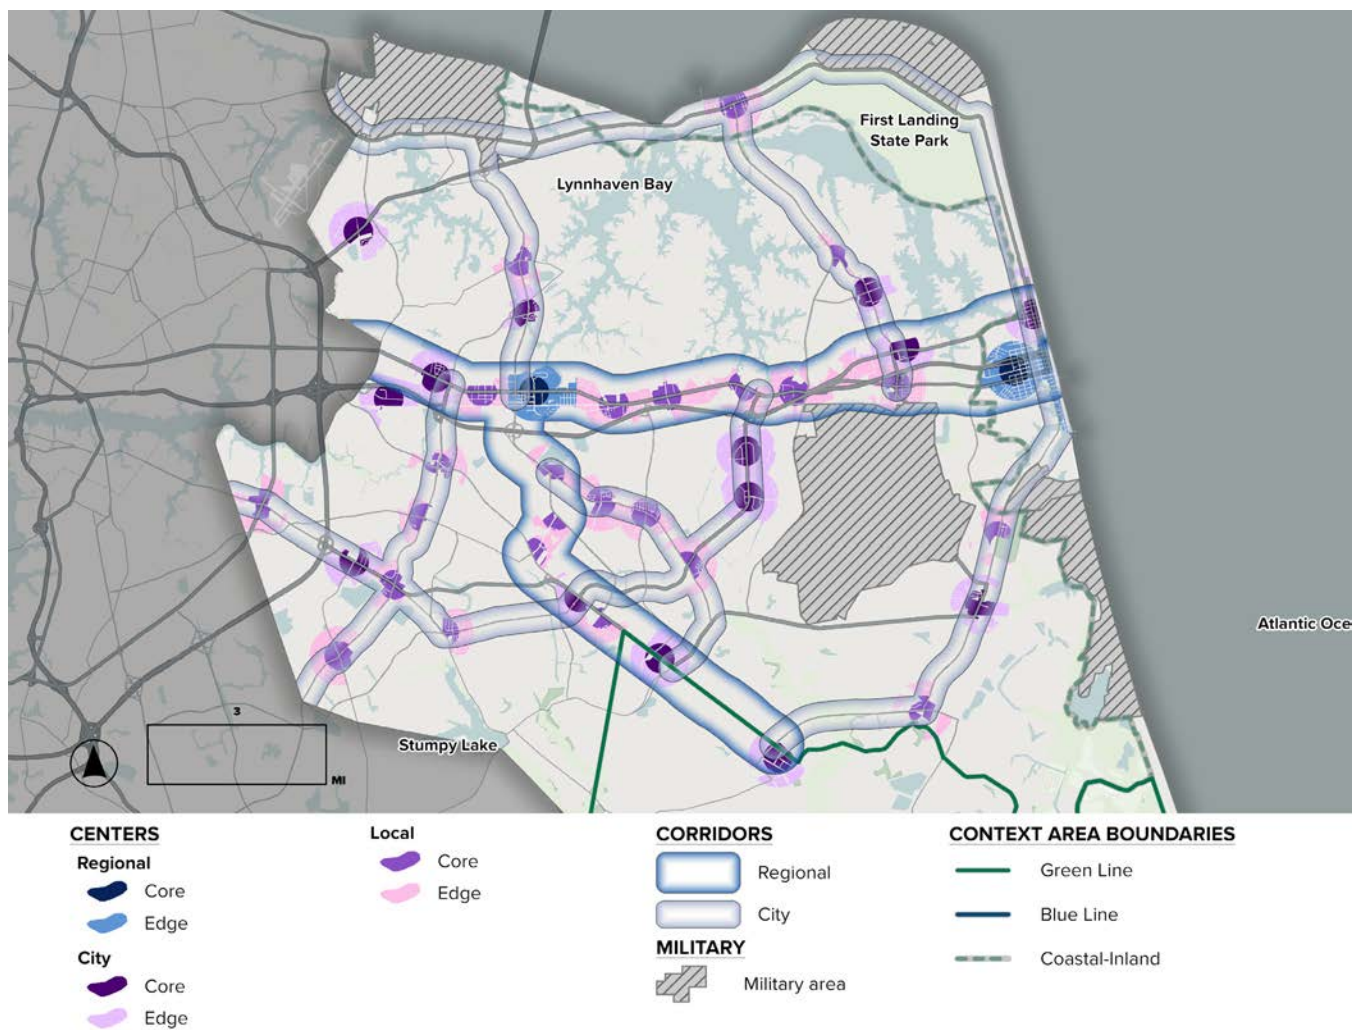 First Landing
State Park
Lynnhaven Bay
Atlantic Oce
Stumpy Lake
3
MI
CENTERS
Regional
Core
Edge
City
Core
Edge
Local
Core
Edge
CORRIDORS
Regional
City
MILITARY
Military area
CONTEXT AREA BOUNDARIES
Green Line
Blue Line
Coastal-Inland